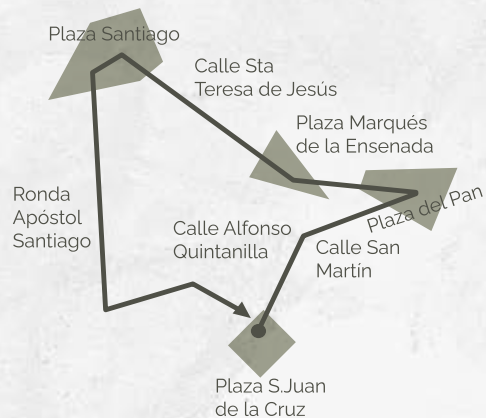 Plaza Santiago
Calle Sta
Teresa de Jesús
Plaza Marqués
de la Ensenada
Plaza del Pan
Ronda
Apóstol
Santiago
Calle Alfonso
Quintanilla
Calle San
Martín
Plaza S.Juan
de la Cruz